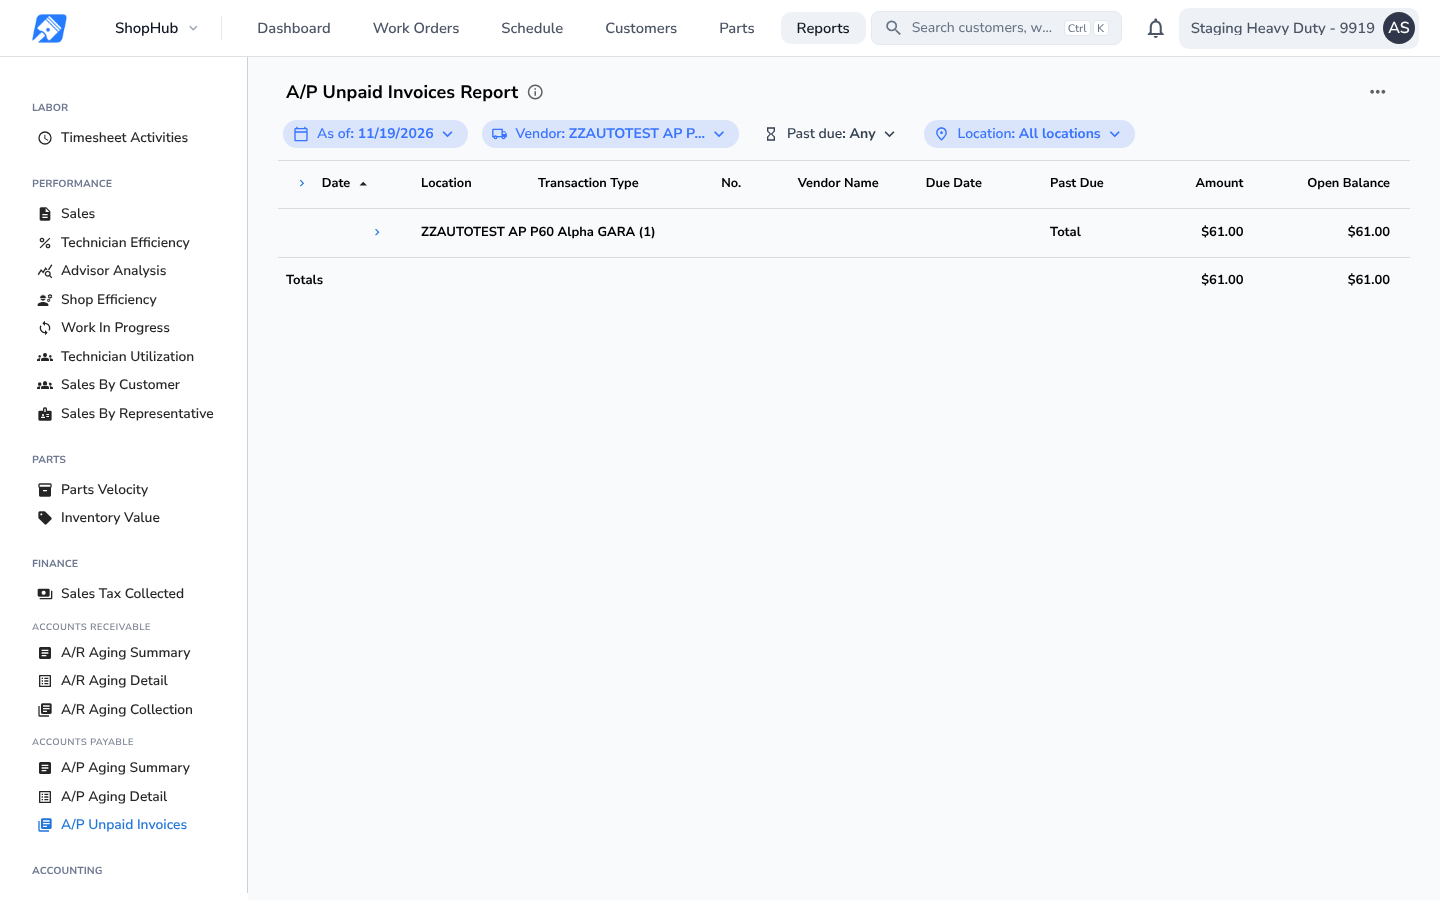 ShopHub
Dashboard
Work Orders
Schedule
Customers
Parts
Reports
Search customers, w...
Ctrl K
Staging Heavy Duty - 9919
AS
LABOR
Timesheet Activities
PERFORMANCE
Sales
Technician Efficiency
Advisor Analysis
Shop Efficiency
Work In Progress
Technician Utilization
Sales By Customer
Sales By Representative
PARTS
Parts Velocity
Inventory Value
FINANCE
Sales Tax Collected
ACCOUNTS RECEIVABLE
A/R Aging Summary
A/R Aging Detail
A/R Aging Collection
ACCOUNTS PAYABLE
A/P Aging Summary
A/P Aging Detail
A/P Unpaid Invoices
ACCOUNTING
A/P Unpaid Invoices Report
As of: 11/19/2026
Vendor: ZZAUTOTEST AP P...
Past due: Any
Location: All locations
Date Location Transaction Type No. Vendor Name Due Date Past Due Amount Open Balance
ZZAUTOTEST AP P60 Alpha GARA (1) Total $61.00 $61.00
Totals $61.00 $61.00